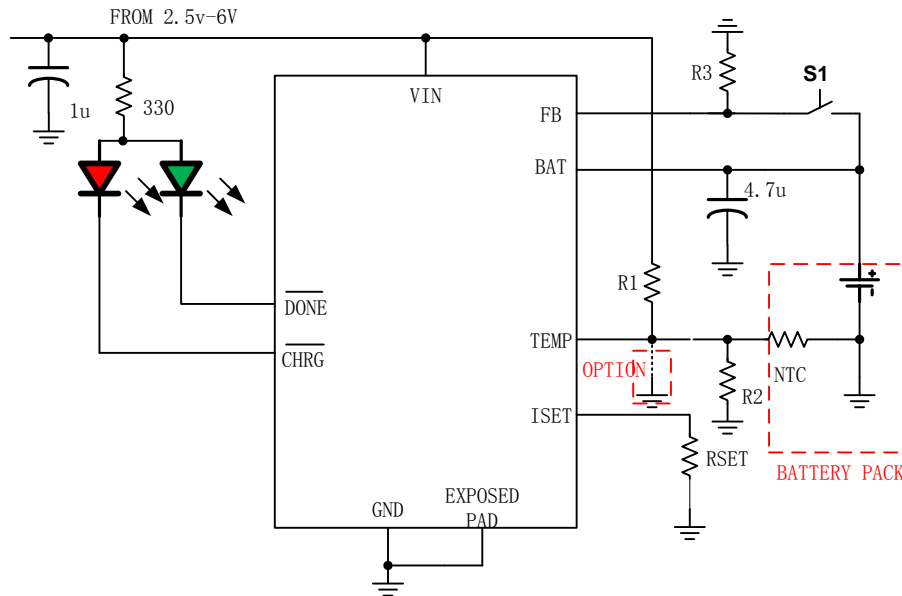 FROM 2.5v-6V
1u
330
VIN
R3
S1
FB
BAT
4.7u
R1
DONE
CHRG
TEMP
OPTION
NTC
R2
ISET
RSET
BATTERY PACK
GND
EXPOSED
PAD